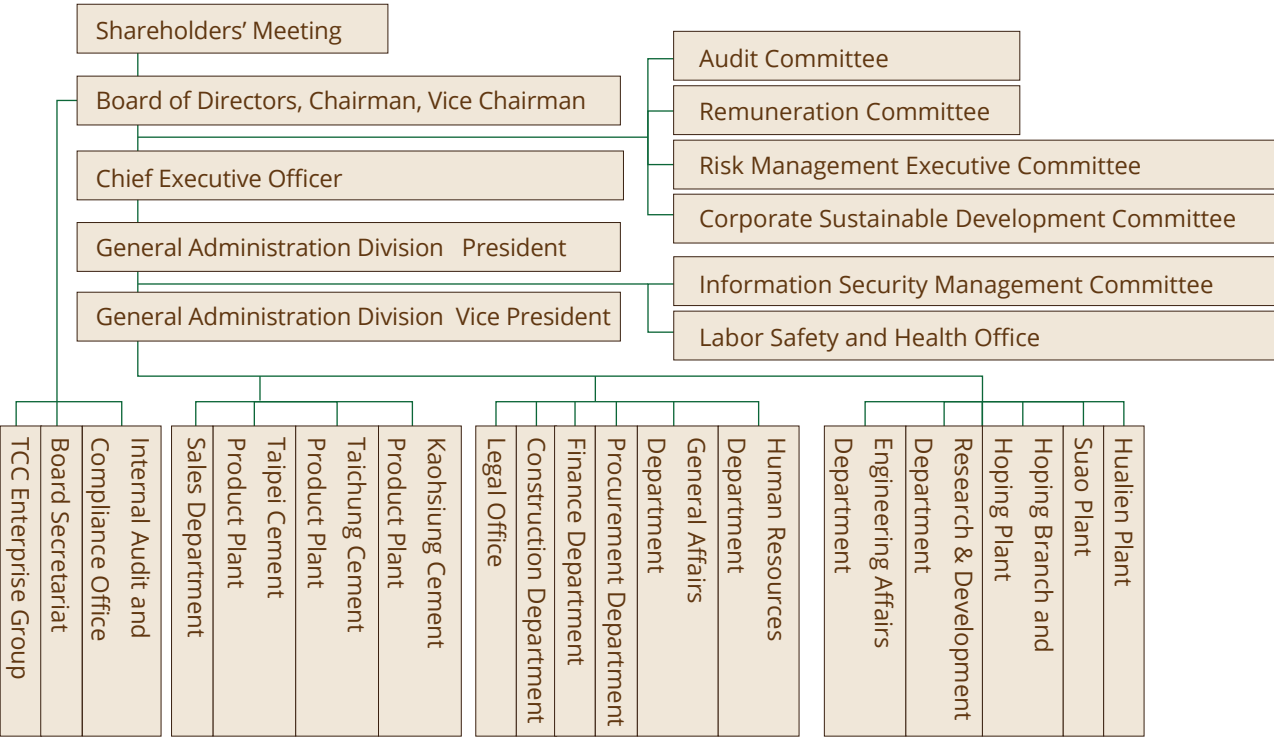 Shareholders’ Meeting
Board of Directors, Chairman, Vice Chairman
Chief Executive Officer
General Administration Division President
General Administration Division Vice President
Audit Committee
Remuneration Committee
Risk Management Executive Committee
Corporate Sustainable Development Committee
Information Security Management Committee
Labor Safety and Health Office
TCC Enterprise Group
Board Secretariat
Internal Audit and
Compliance Office
Sales Department
Taipei Cement
Product Plant
Taichung Cement
Product Plant
Kaohsiung Cement
Product Plant
Legal Office
Construction Department
Finance Department
Procurement Department
General Affairs
Department
Human Resources
Department
Engineering Affairs
Department
Research & Development
Department
Hoping Branch and
Hoping Plant
Suao Plant
Hualien Plant